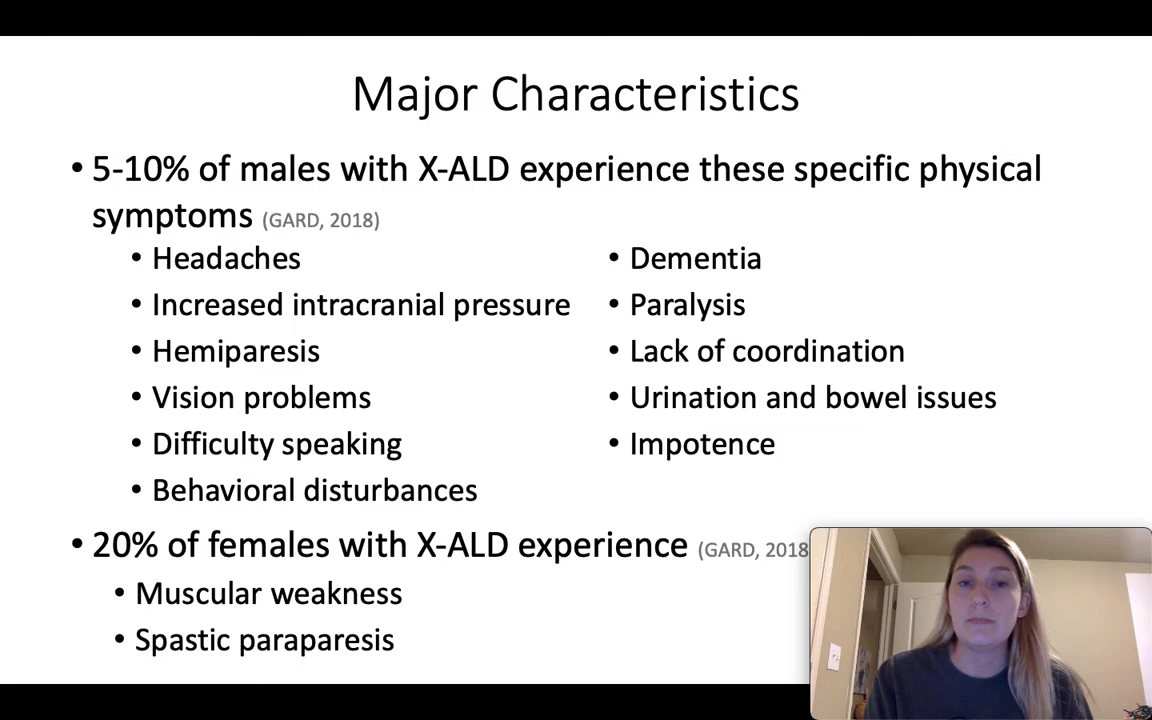 Major Characteristics
• 5-10% of males with X-ALD experience these specific physical
symptoms (GARD, 2018)
• Headaches
• Increased intracranial pressure
• Hemiparesis
• Vision problems
• Difficulty speaking
• Behavioral disturbances
• Dementia
• Paralysis
• Lack of coordination
• Urination and bowel issues
• Impotence
• 20% of females with X-ALD experience (GARD, 2018
• Muscular weakness
• Spastic paraparesis